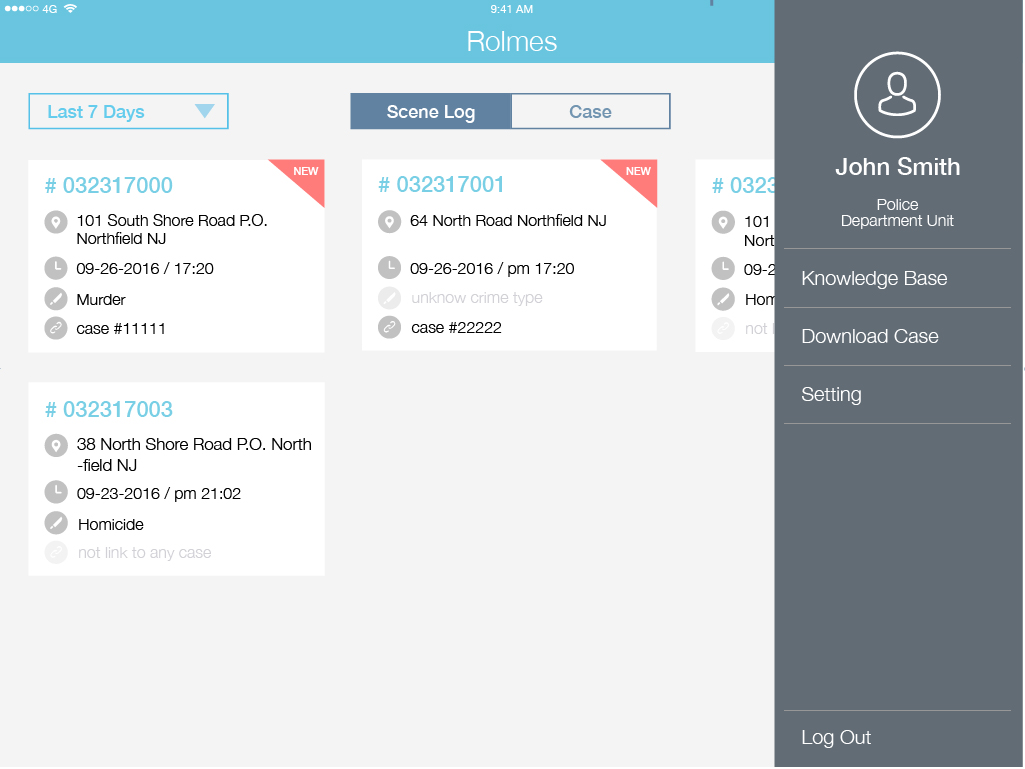 4G
9:41 AM
Rolmes
Last 7 Days
Scene Log
Case
# 032317000
NEW
101 South Shore Road P.O.
Northfield NJ
09-26-2016 / 17:20
Murder
case #11111
# 032317001
NEW
64 North Road Northfield NJ
09-26-2016 / pm 17:20
unknow crime type
case #22222
# 0323
101
Nort
09-2
Hom
not
# 032317003
38 North Shore Road P.O. North
-field NJ
09-23-2016 / pm 21:02
Homicide
not link to any case
John Smith
Police
Department Unit
Knowledge Base
Download Case
Setting
Log Out